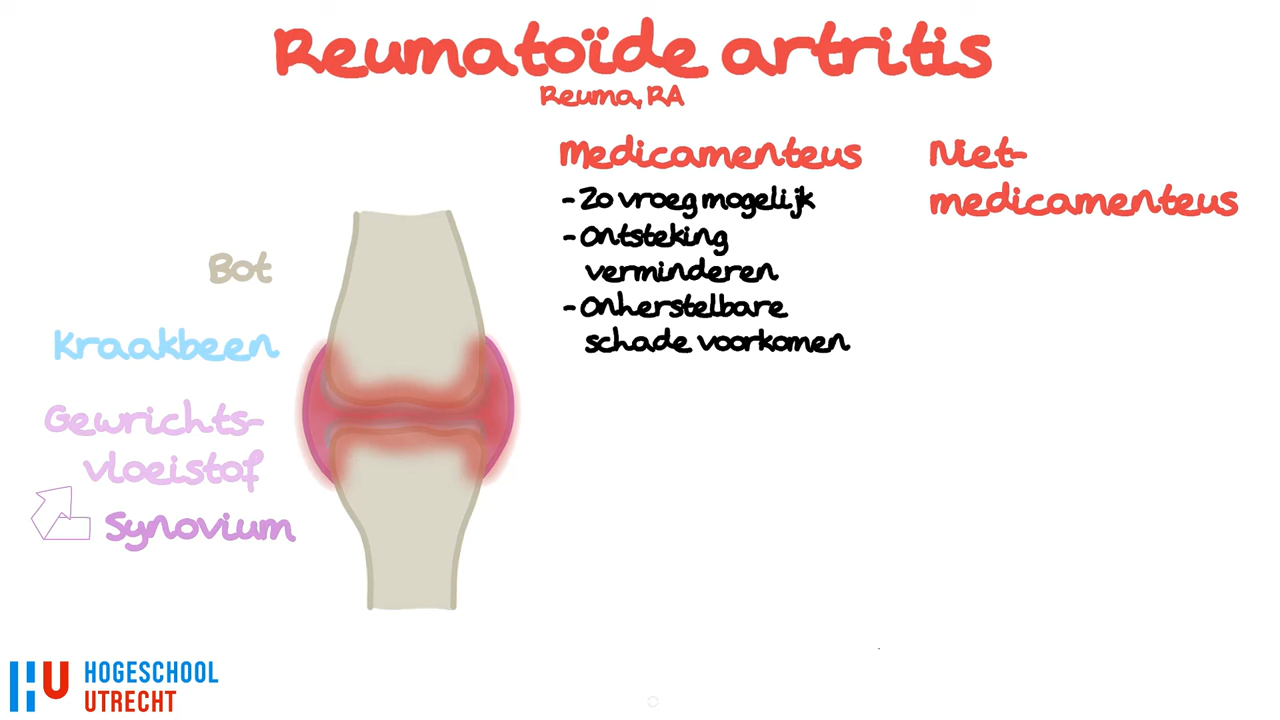 Reumatoïde artritis
Reuma, RA
Medicamenteus
- Zo vroeg mogelijk
- Ontsteking
verminderen
- Onherstelbare
schade voorkomen
Niet-
medicamenteus
Bot
Kraakbeen
Gewrichts-
vloeistof
Synovium
HU HOGESCHOOL
UTRECHT